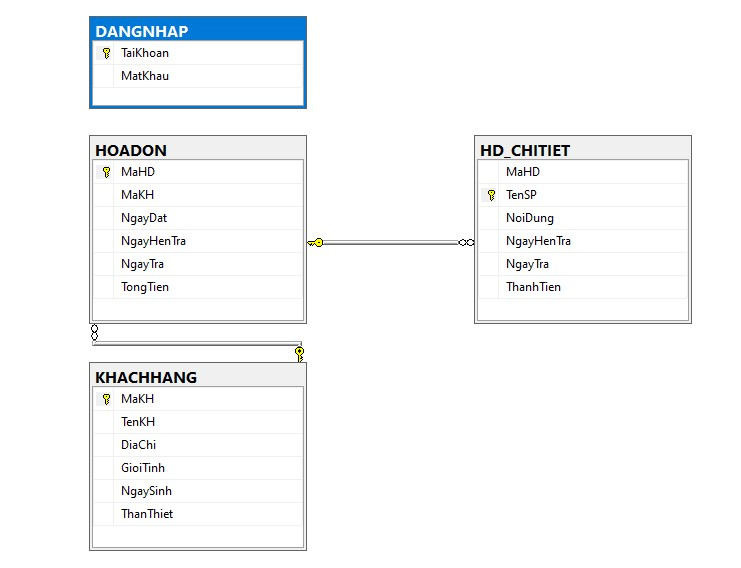 DANGNHAP
TaiKhoan
MatKhau
HOADON
MaHD
MaKH
NgayDat
NgayHenTra
NgayTra
TongTien
HD_CHITIET
MaHD
TenSP
NoiDung
NgayHenTra
NgayTra
ThanhTien
KHACHHANG
MaKH
TenKH
DiaChi
GioiTinh
NgaySinh
ThanThiet